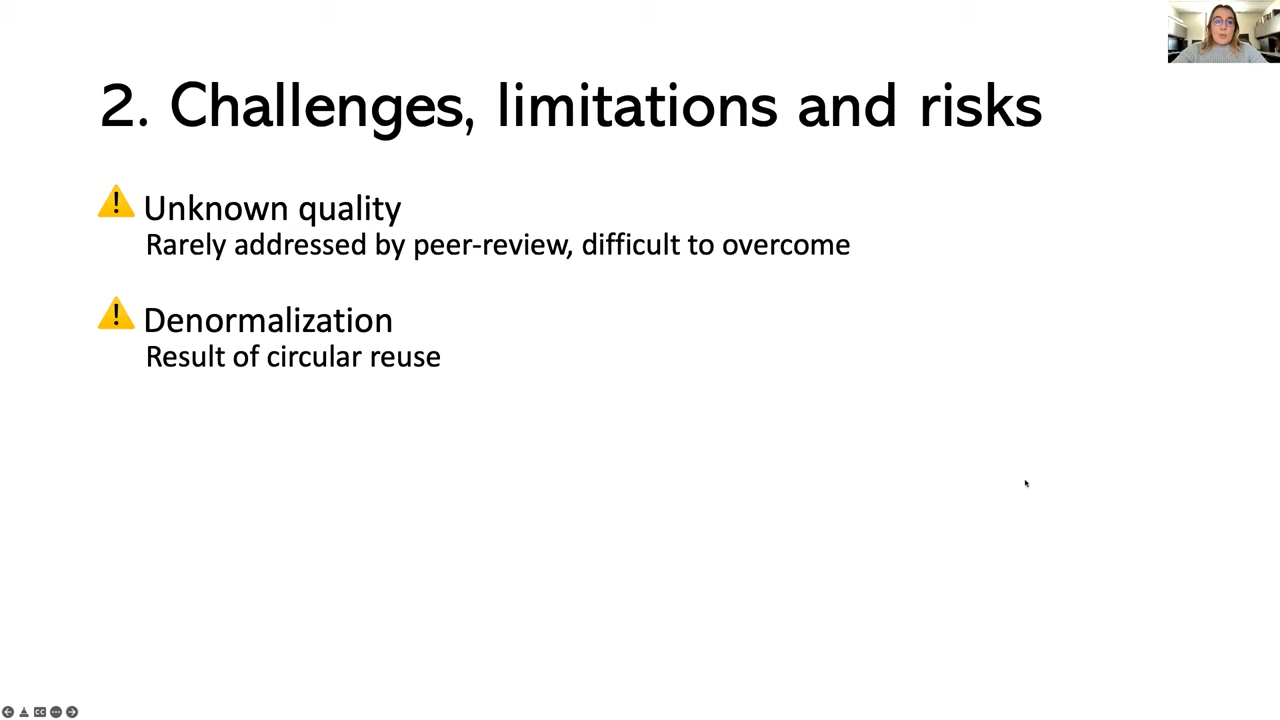 2. Challenges, limitations and risks
Unknown quality
Rarely addressed by peer-review, difficult to overcome
Denormalization
Result of circular reuse